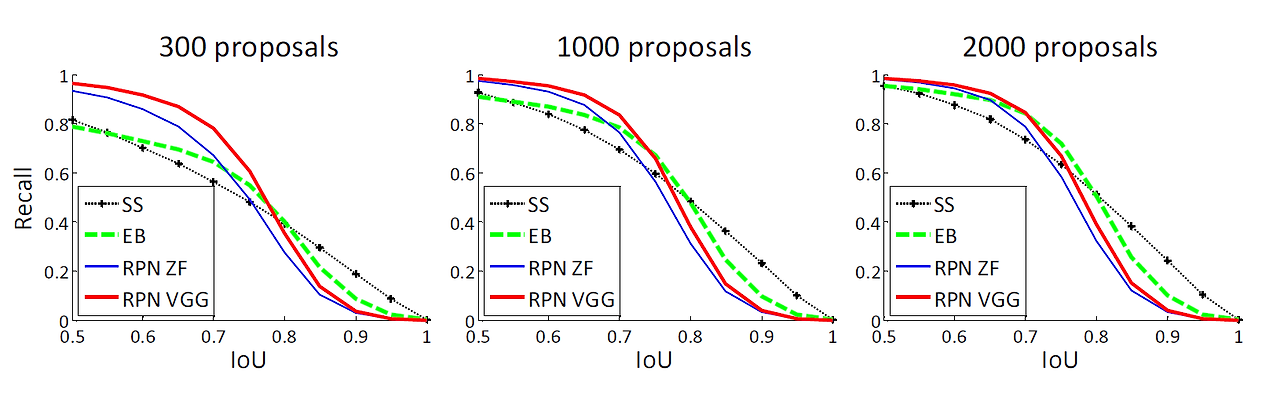 300 proposals
1
0.8
0.6
0.4
0.2
0
Recall
SS
EB
RPN ZF
RPN VGG
0.5 0.6 0.7 0.8 0.9 1
IoU
1000 proposals
1
0.8
0.6
0.4
0.2
0
SS
EB
RPN ZF
RPN VGG
0.5 0.6 0.7 0.8 0.9 1
IoU
2000 proposals
1
0.8
0.6
0.4
0.2
0
SS
EB
RPN ZF
RPN VGG
0.5 0.6 0.7 0.8 0.9 1
IoU